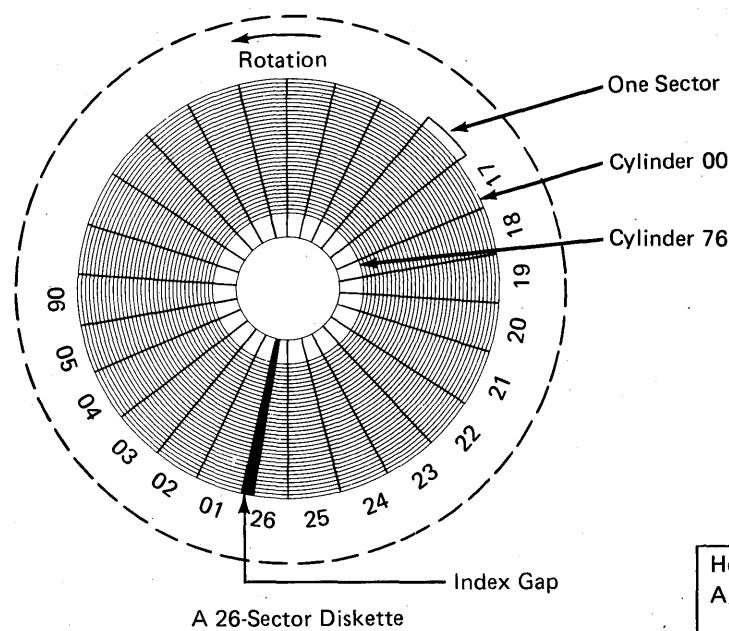 Rotation
One Sector
Cylinder 00
Cylinder 76
17
18
19
20
21
22
23
24
25
26
01
02
03
04
05
06
Index Gap
A 26-Sector Diskette
A